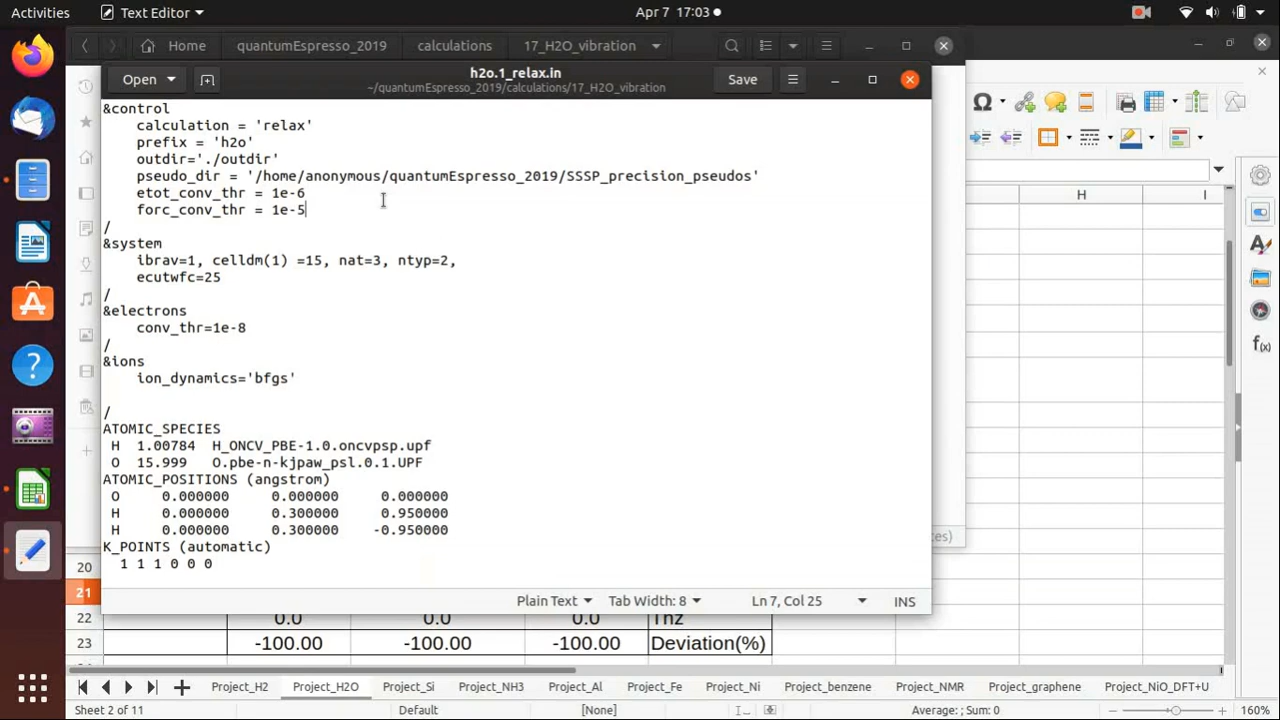 Activities Text Editor Apr 7 17:03
Home quantumEspresso_2019 calculations 17_H2O_vibration
Open h2o.1_relax.in Save
~/quantumEspresso_2019/calculations/17_H2O_vibration
&control
calculation = 'relax'
prefix = 'h2o'
outdir='./outdir'
pseudo_dir = '/home/anonymous/quantumEspresso_2019/SSSP_precision_pseudos'
etot_conv_thr = 1e-6
forc_conv_thr = 1e-5
/
&system
ibrav=1, celldm(1) =15, nat=3, ntyp=2,
ecutwfc=25
/
&electrons
conv_thr=1e-8
/
&ions
ion_dynamics='bfgs'
/
ATOMIC_SPECIES
H 1.00784 H_ONCV_PBE-1.0.oncvpsp.upf
O 15.999 O.pbe-n-kjpaw_psl.0.1.UPF
ATOMIC_POSITIONS (angstrom)
O 0.000000 0.000000 0.000000
H 0.000000 0.300000 0.950000
H 0.000000 0.300000 -0.950000
K_POINTS (automatic)
1 1 1 0 0 0
Plain Text Tab Width: 8 Ln 7, Col 25 INS
H I
f(x)
20
21
22 0.0 0.0 0.0 Thz
23 -100.00 -100.00 -100.00 Deviation(%)
Project_H2 Project_H2O Project_Si Project_NH3 Project_Al Project_Fe Project_Ni Project_benzene Project_NMR Project_graphene Project_NiO_DFT+U
Sheet 2 of 11 Default [None] Average: ; Sum: 0 160%